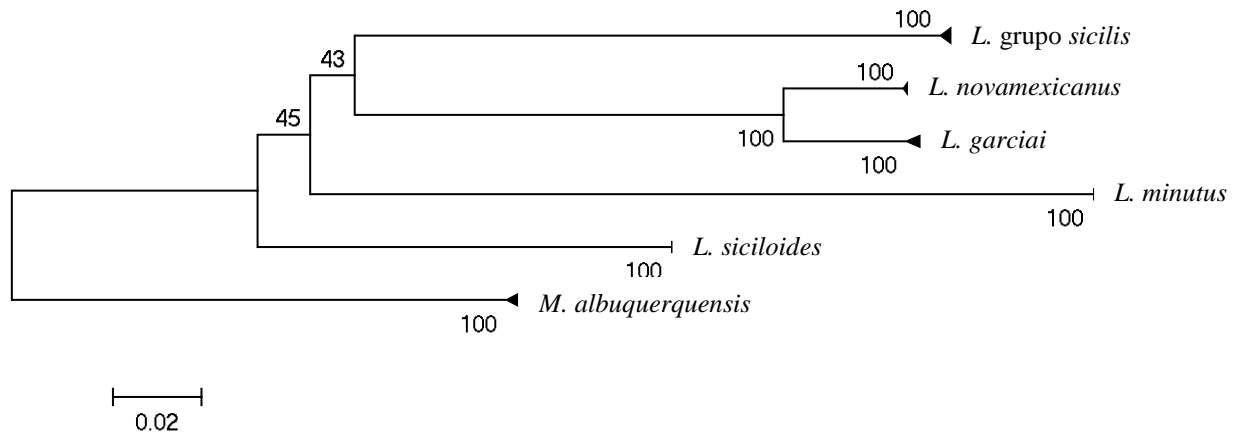 100
L. grupo sicilis
43
100
L. novamexicanus
45
100
L. garciai
100
L. minutus
100
L. siciloides
100
M. albuquerquensis
100
0.02